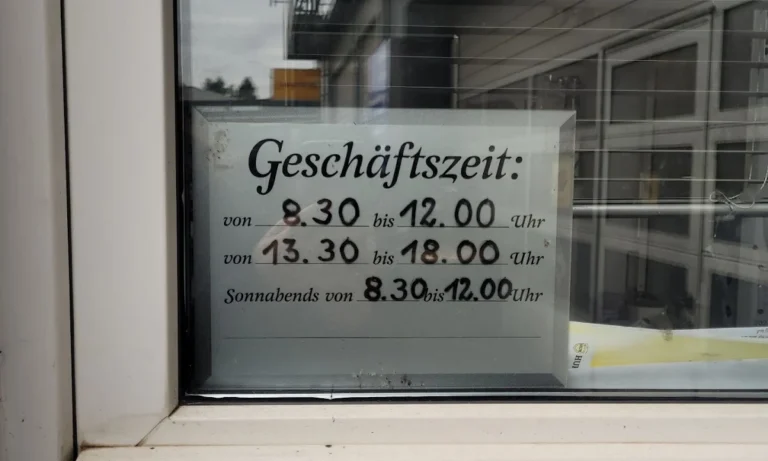 Geschäftszeit:
von 8.30 bis 12.00 Uhr
von 13.30 bis 18.00 Uhr
Sonnabends von 8.30 bis 12.00 Uhr